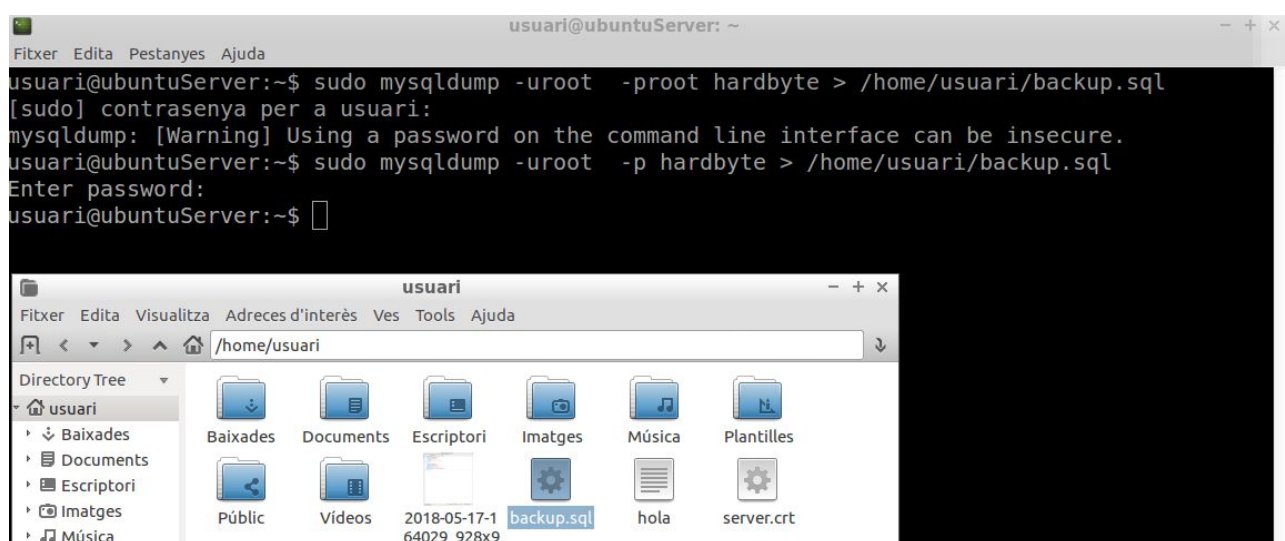 usuari@ubuntuServer: ~
Fitxer Edita Pestanyes Ajuda
usuari@ubuntuServer:~$ sudo mysqldump -uroot  -proot hardbyte > /home/usuari/backup.sql
[sudo] contrasenya per a usuari:
mysqldump: [Warning] Using a password on the command line interface can be insecure.
usuari@ubuntuServer:~$ sudo mysqldump -uroot  -p hardbyte > /home/usuari/backup.sql
Enter password:
usuari@ubuntuServer:~$
usuari
Fitxer Edita Visualitza Adreces d'interès Ves Tools Ajuda
/home/usuari
Directory Tree
usuari
Baixades
Documents
Escriptori
Imatges
Música
Baixades Documents Escriptori Imatges Música Plantilles
Públic Vídeos 2018-05-17-1 backup.sql hola server.crt
64029_928x9